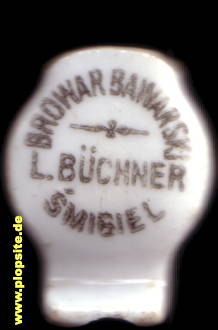 BROWAR BAWARSKI
L. BÜCHNER
ŚMIGIEL
www.plopsite.de